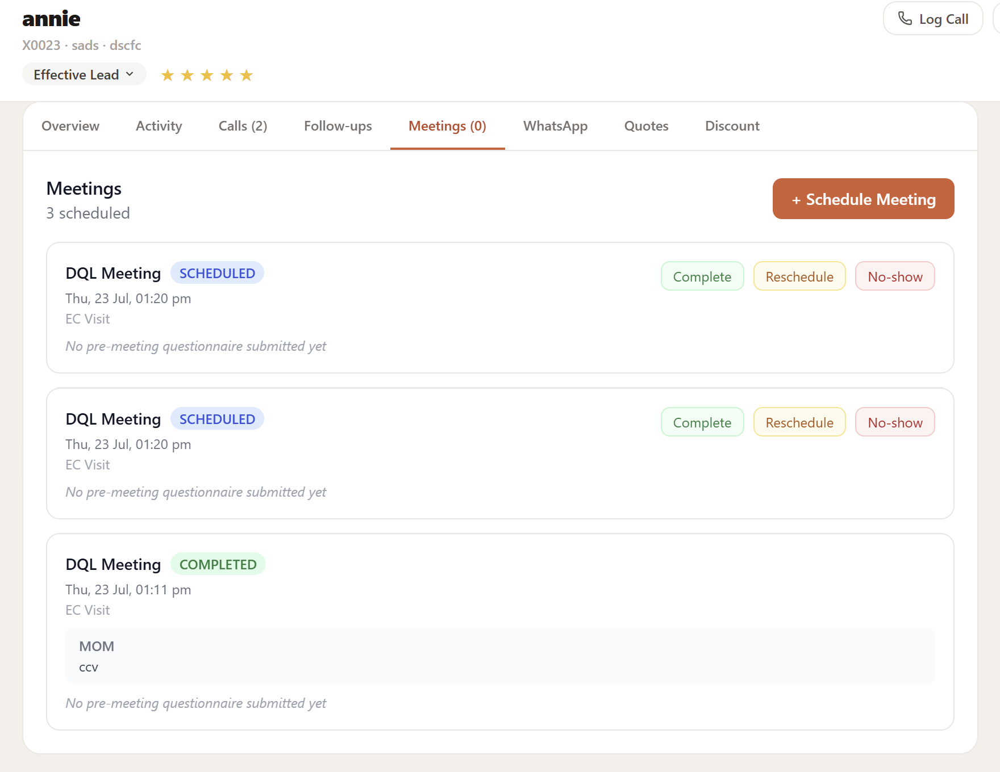 annie
X0023 · sads · dscfc
Log Call
Effective Lead
Overview Activity Calls (2) Follow-ups Meetings (0) WhatsApp Quotes Discount
Meetings
3 scheduled
+ Schedule Meeting
DQL Meeting SCHEDULED
Complete Reschedule No-show
Thu, 23 Jul, 01:20 pm
EC Visit
No pre-meeting questionnaire submitted yet
DQL Meeting SCHEDULED
Complete Reschedule No-show
Thu, 23 Jul, 01:20 pm
EC Visit
No pre-meeting questionnaire submitted yet
DQL Meeting COMPLETED
Thu, 23 Jul, 01:11 pm
EC Visit
MOM
ccv
No pre-meeting questionnaire submitted yet